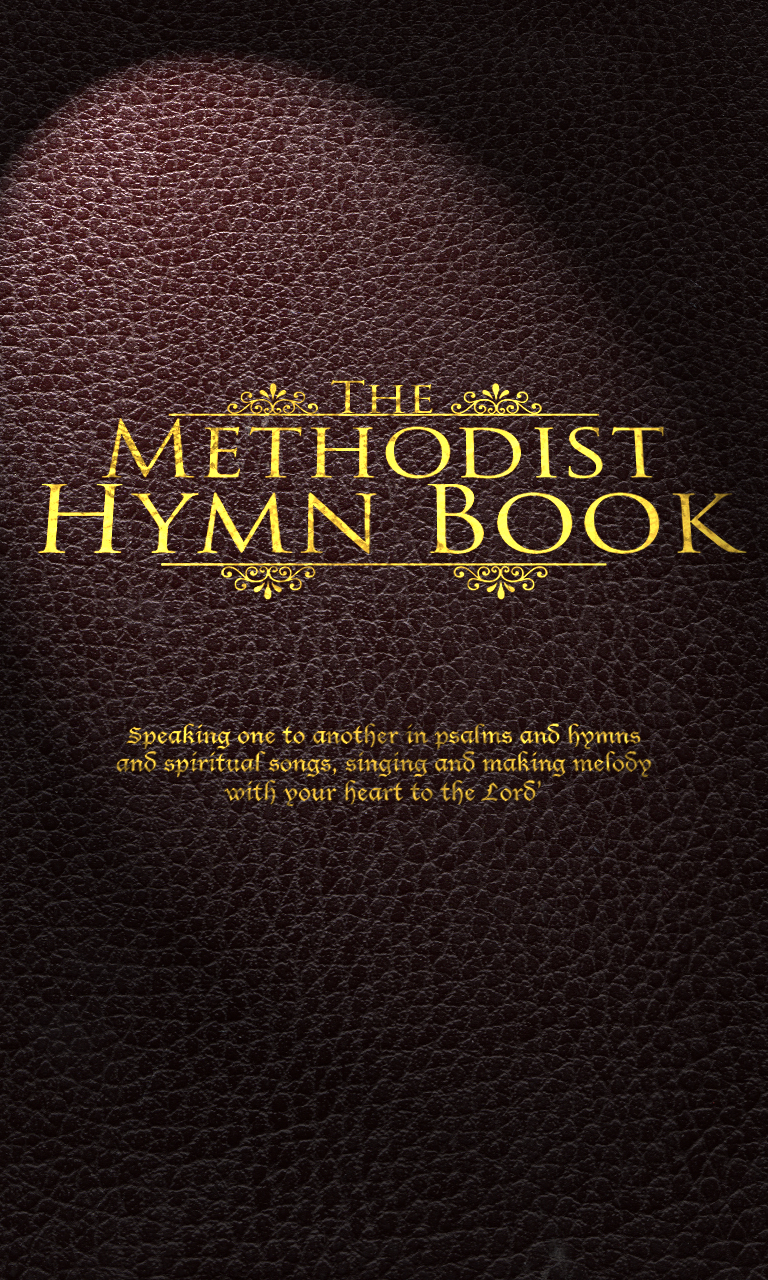 The
Methodist
Hymn Book
Speaking one to another in psalms and hymns
and spiritual songs, singing and making melody
with your heart to the Lord'